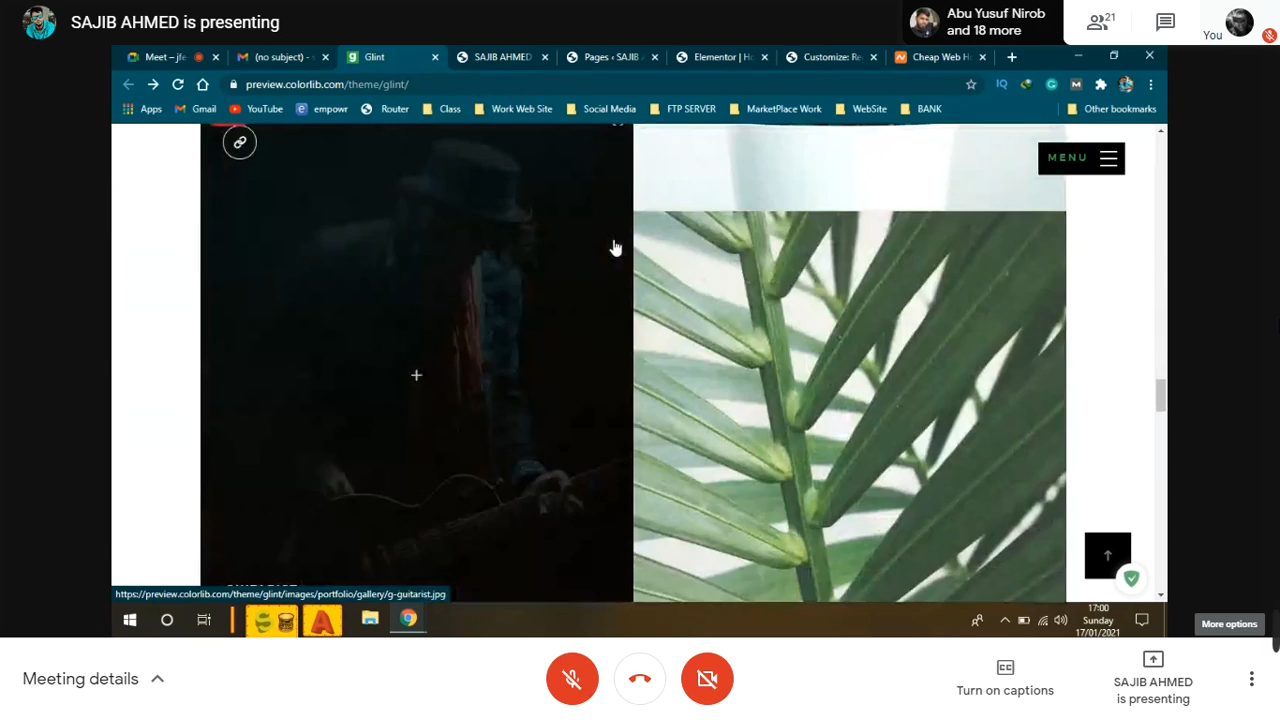 SAJIB AHMED is presenting
Abu Yusuf Nirob
and 18 more
21
You
Meet – jfe
(no subject) -
Glint
SAJIB AHMED
Pages ‹ SAJIB
Elementor | Ho
Customize: Re
Cheap Web H
preview.colorlib.com/theme/glint/
Apps
Gmail
YouTube
empowr
Router
Class
Work Web Site
Social Media
FTP SERVER
MarketPlace Work
WebSite
BANK
Other bookmarks
MENU
https://preview.colorlib.com/theme/glint/images/portfolio/gallery/g-guitarist.jpg
17:00
Sunday
17/01/2021
More options
Meeting details
Turn on captions
SAJIB AHMED
is presenting